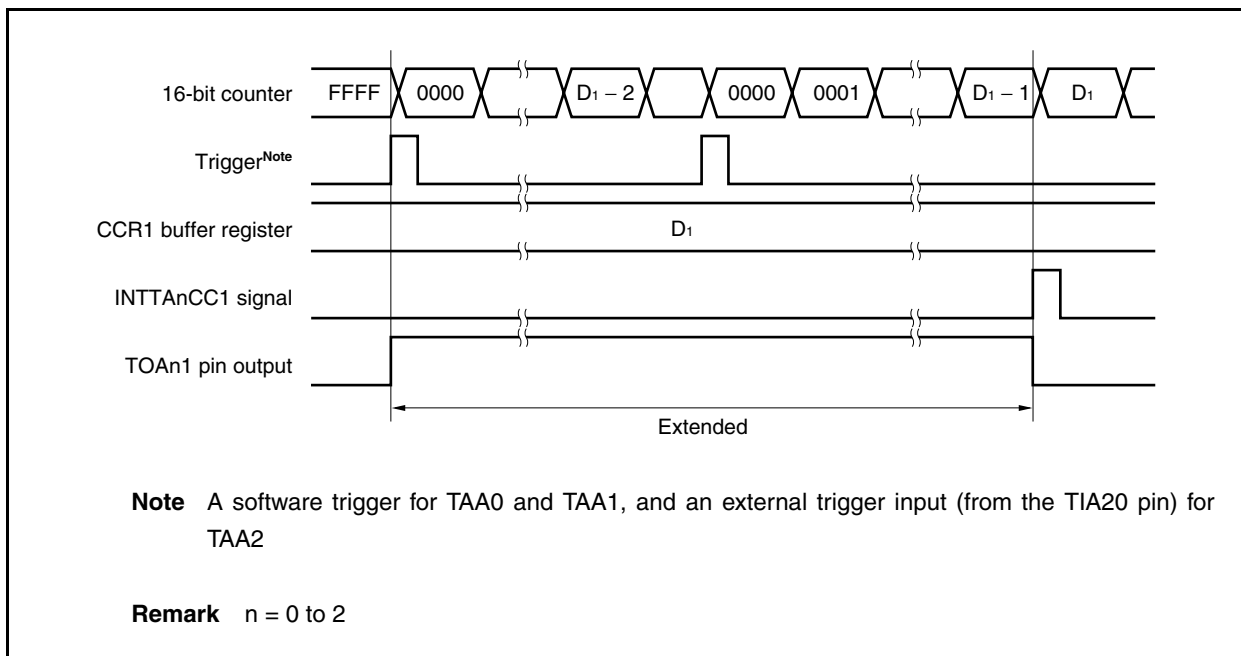 16-bit counter FFFF 0000 D₁ – 2 0000 0001 D₁ – 1 D₁
Trigger^Note
CCR1 buffer register D₁
INTTAnCC1 signal
TOAn1 pin output
Extended
Note A software trigger for TAA0 and TAA1, and an external trigger input (from the TIA20 pin) for
TAA2
Remark n = 0 to 2